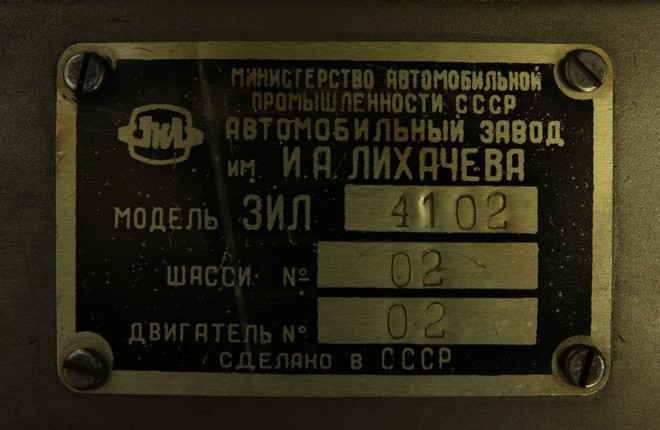 МИНИСТЕРСТВО АВТОМОБИЛЬНОЙ
ПРОМЫШЛЕННОСТИ СССР
ЗИЛ
АВТОМОБИЛЬНЫЙ ЗАВОД
ИМ И.А.ЛИХАЧЕВА
МОДЕЛЬ ЗИЛ 4102
ШАССИ № 02
ДВИГАТЕЛЬ № 02
СДЕЛАНО В СССР